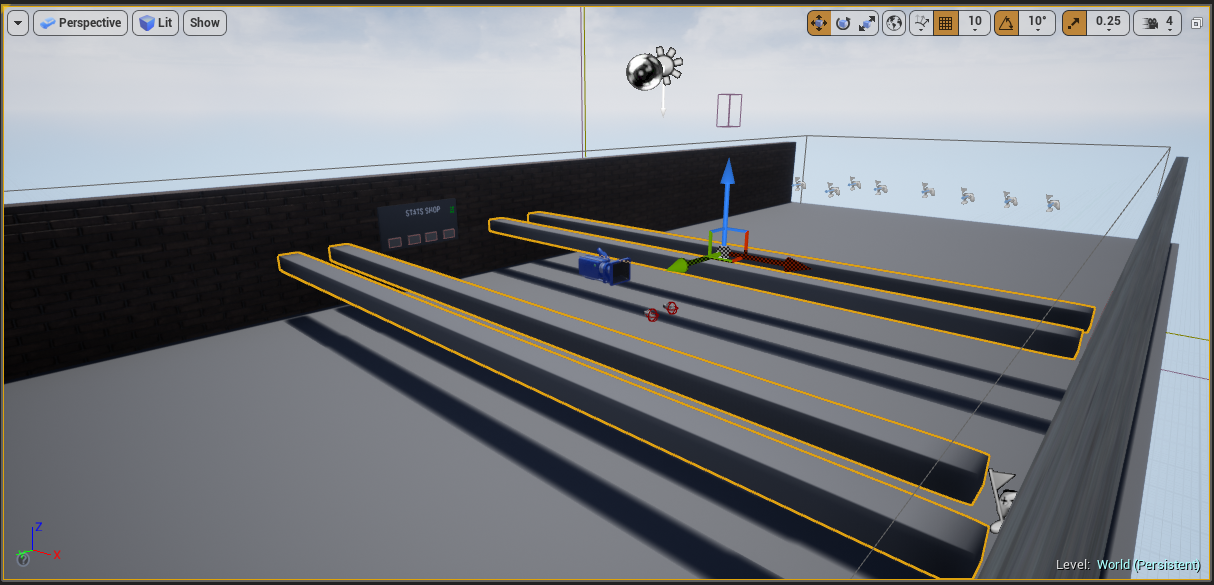 Perspective Lit Show 10 10° 0.25 4
STATS SHOP
Z
X
Level: World (Persistent)